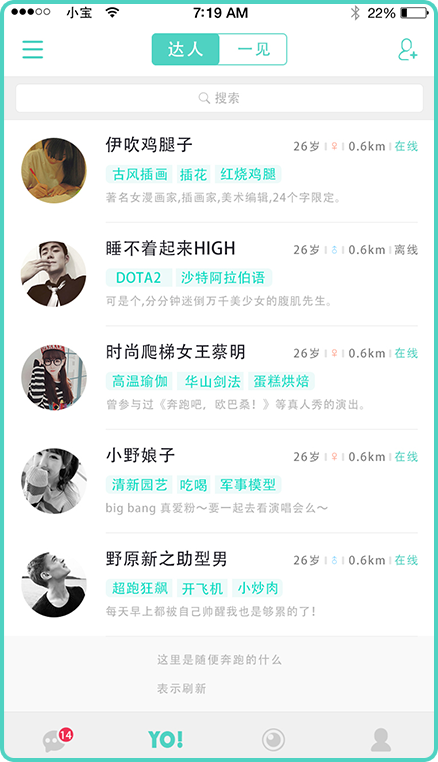 小宝 7:19 AM 22%
达人 一见
搜索
伊吹鸡腿子 26岁 ♀ 0.6km 在线
古风插画 插花 红烧鸡腿
著名女漫画家,插画家,美术编辑,24个字限定。
睡不着起来HIGH 26岁 ♂ 0.6km 离线
DOTA2 沙特阿拉伯语
可是个,分分钟迷倒万千美少女的腹肌先生。
时尚爬梯女王蔡明 26岁 ♀ 0.6km 在线
高温瑜伽 华山剑法 蛋糕烘焙
曾参与过《奔跑吧，欧巴桑！》等真人秀的演出。
小野娘子 26岁 ♀ 0.6km 在线
清新园艺 吃喝 军事模型
big bang 真爱粉～要一起去看演唱会么～
野原新之助型男 26岁 ♂ 0.6km 在线
超跑狂飙 开飞机 小炒肉
每天早上都被自己帅醒我也是够累的了！
这里是随便奔跑的什么
表示刷新
14 YO!